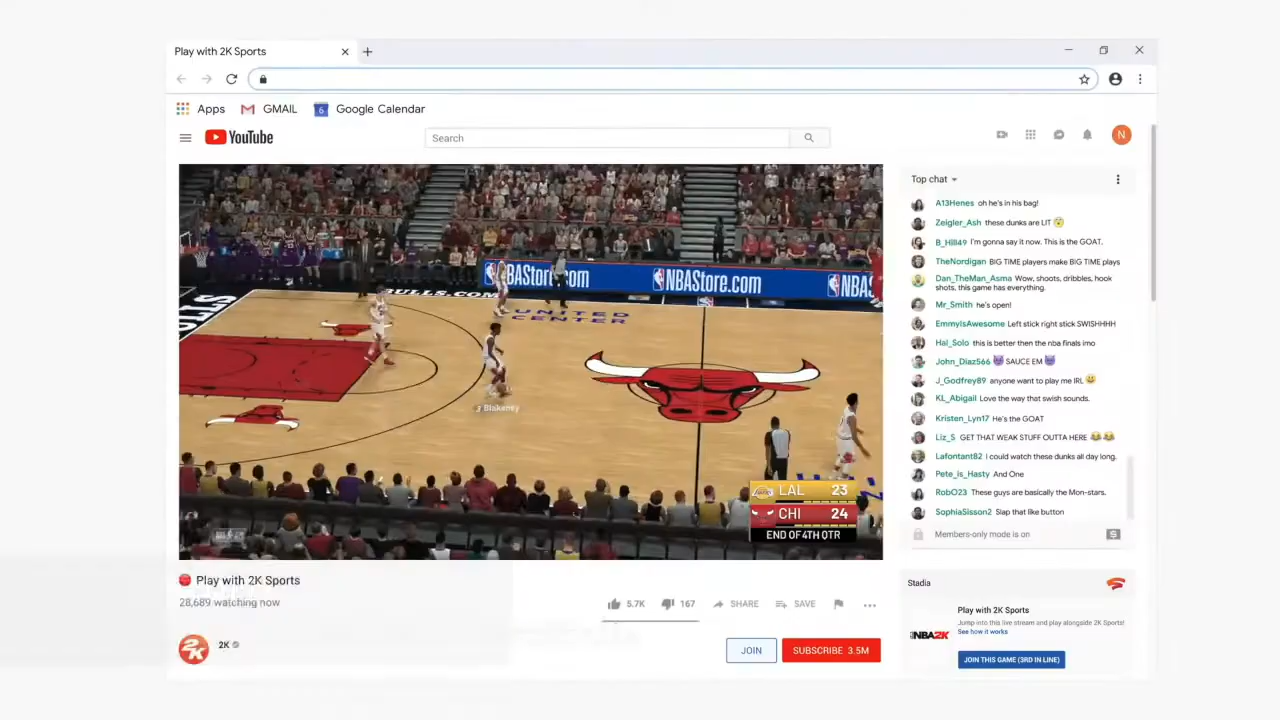 Play with 2K Sports
Apps
GMAIL
6
Google Calendar
YouTube
Search
N
Top chat
A13Henes oh he's in his bag!
Zeigler_Ash these dunks are LIT
B_Hill49 I'm gonna say it now. This is the GOAT.
TheNordigan BIG TIME players make BIG TIME plays
Dan_TheMan_Asma Wow, shoots, dribbles, hook
shots, this game has everything.
Mr_Smith he's open!
EmmyIsAwesome Left stick right stick SWISHHHH
Hal_Solo this is better then the nba finals imo
John_Diaz566 😈 SAUCE EM 😈
J_Godfrey89 anyone want to play me IRL 😀
KL_Abigail Love the way that swish sounds.
Kristen_Lyn17 He's the GOAT
Liz_S GET THAT WEAK STUFF OUTTA HERE 😂😂
Lafontant82 I could watch these dunks all day long.
Pete_is_Hasty And One
RobO23 These guys are basically the Mon-stars.
SophiaSisson2 Slap that like button
Members-only mode is on
S
NBAStore.com
NBAStore.com
NBA
UNITED
CENTER
3 Blakeney
LAL 23
CHI 24
END OF 4TH QTR
Play with 2K Sports
28,689 watching now
5.7K
167
SHARE
SAVE
2K
2K
JOIN
SUBSCRIBE 3.5M
Stadia
Play with 2K Sports
Jump into this live stream and play alongside 2K Sports!
See how it works
NBA2K
JOIN THIS GAME (3RD IN LINE)